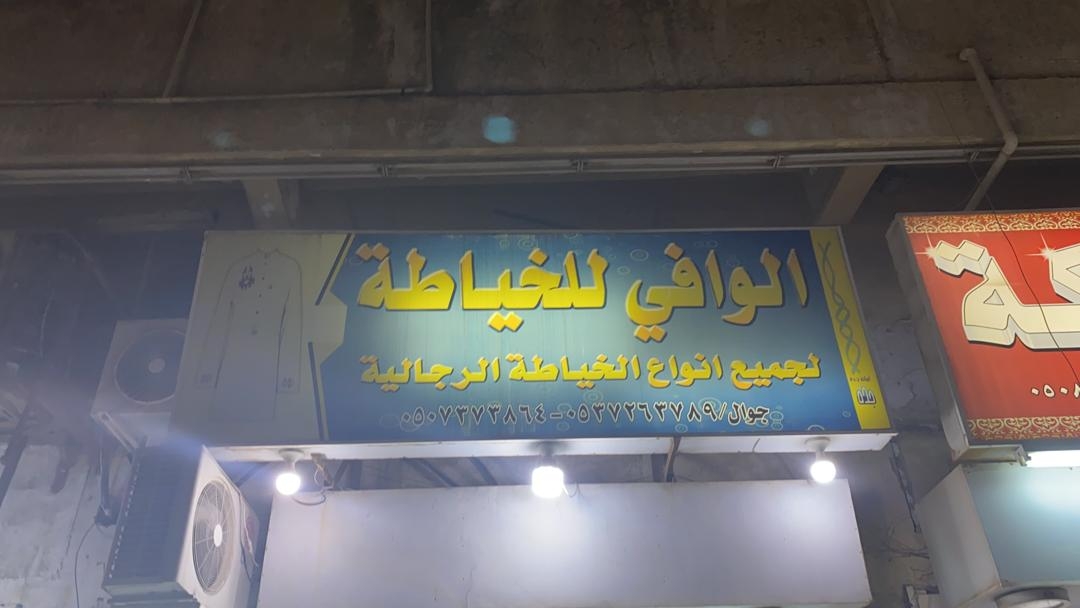 الوافي للخياطة
لجميع انواع الخياطة الرجالية
جوال/٠٥٣٧٢٦٣٧٨٩-٠٥٠٧٣٧٣٨٦٤